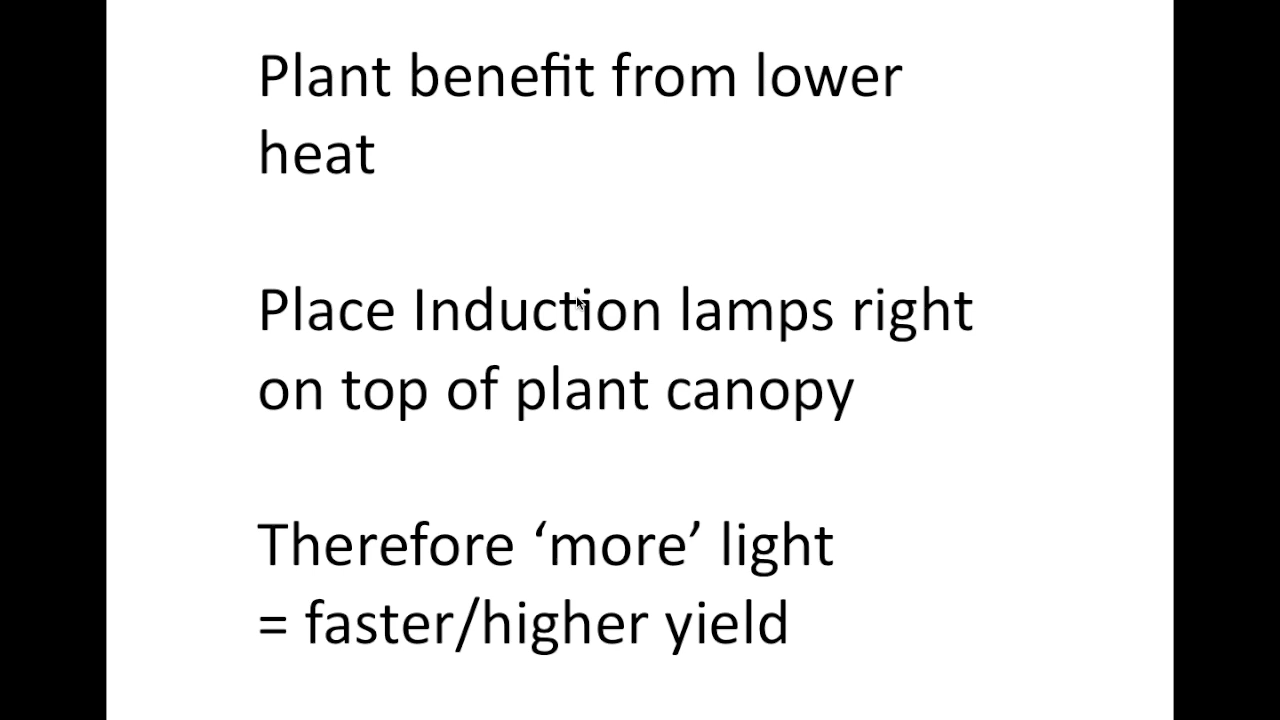 Plant benefit from lower
heat
Place Induction lamps right
on top of plant canopy
Therefore ‘more’ light
= faster/higher yield